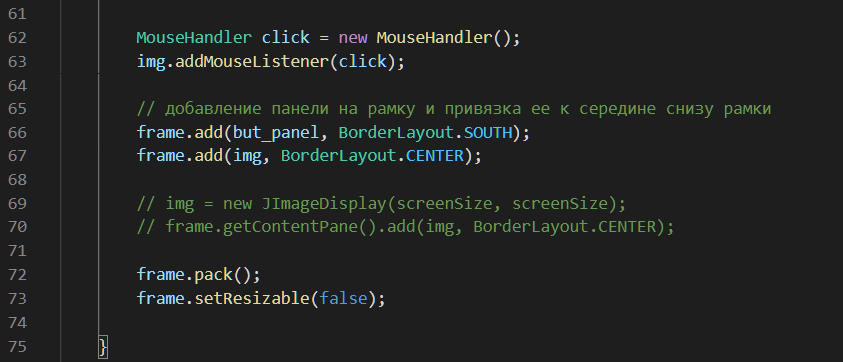 61
62 MouseHandler click = new MouseHandler();
63 img.addMouseListener(click);
64
65 // добавление панели на рамку и привязка ее к середине снизу рамки
66 frame.add(but_panel, BorderLayout.SOUTH);
67 frame.add(img, BorderLayout.CENTER);
68
69 // img = new JImageDisplay(screenSize, screenSize);
70 // frame.getContentPane().add(img, BorderLayout.CENTER);
71
72 frame.pack();
73 frame.setResizable(false);
74
75 }